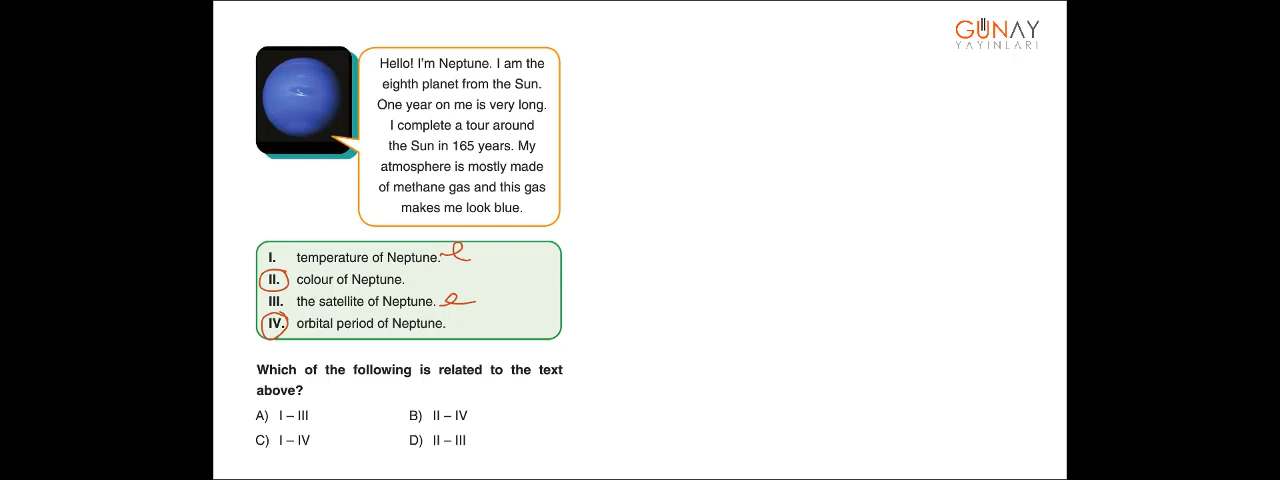 GÜNAY
YAYINLARI
Hello! I'm Neptune. I am the
eighth planet from the Sun.
One year on me is very long.
I complete a tour around
the Sun in 165 years. My
atmosphere is mostly made
of methane gas and this gas
makes me look blue.
I. temperature of Neptune.
II. colour of Neptune.
III. the satellite of Neptune.
IV. orbital period of Neptune.
Which of the following is related to the text
above?
A) I – III B) II – IV
C) I – IV D) II – III